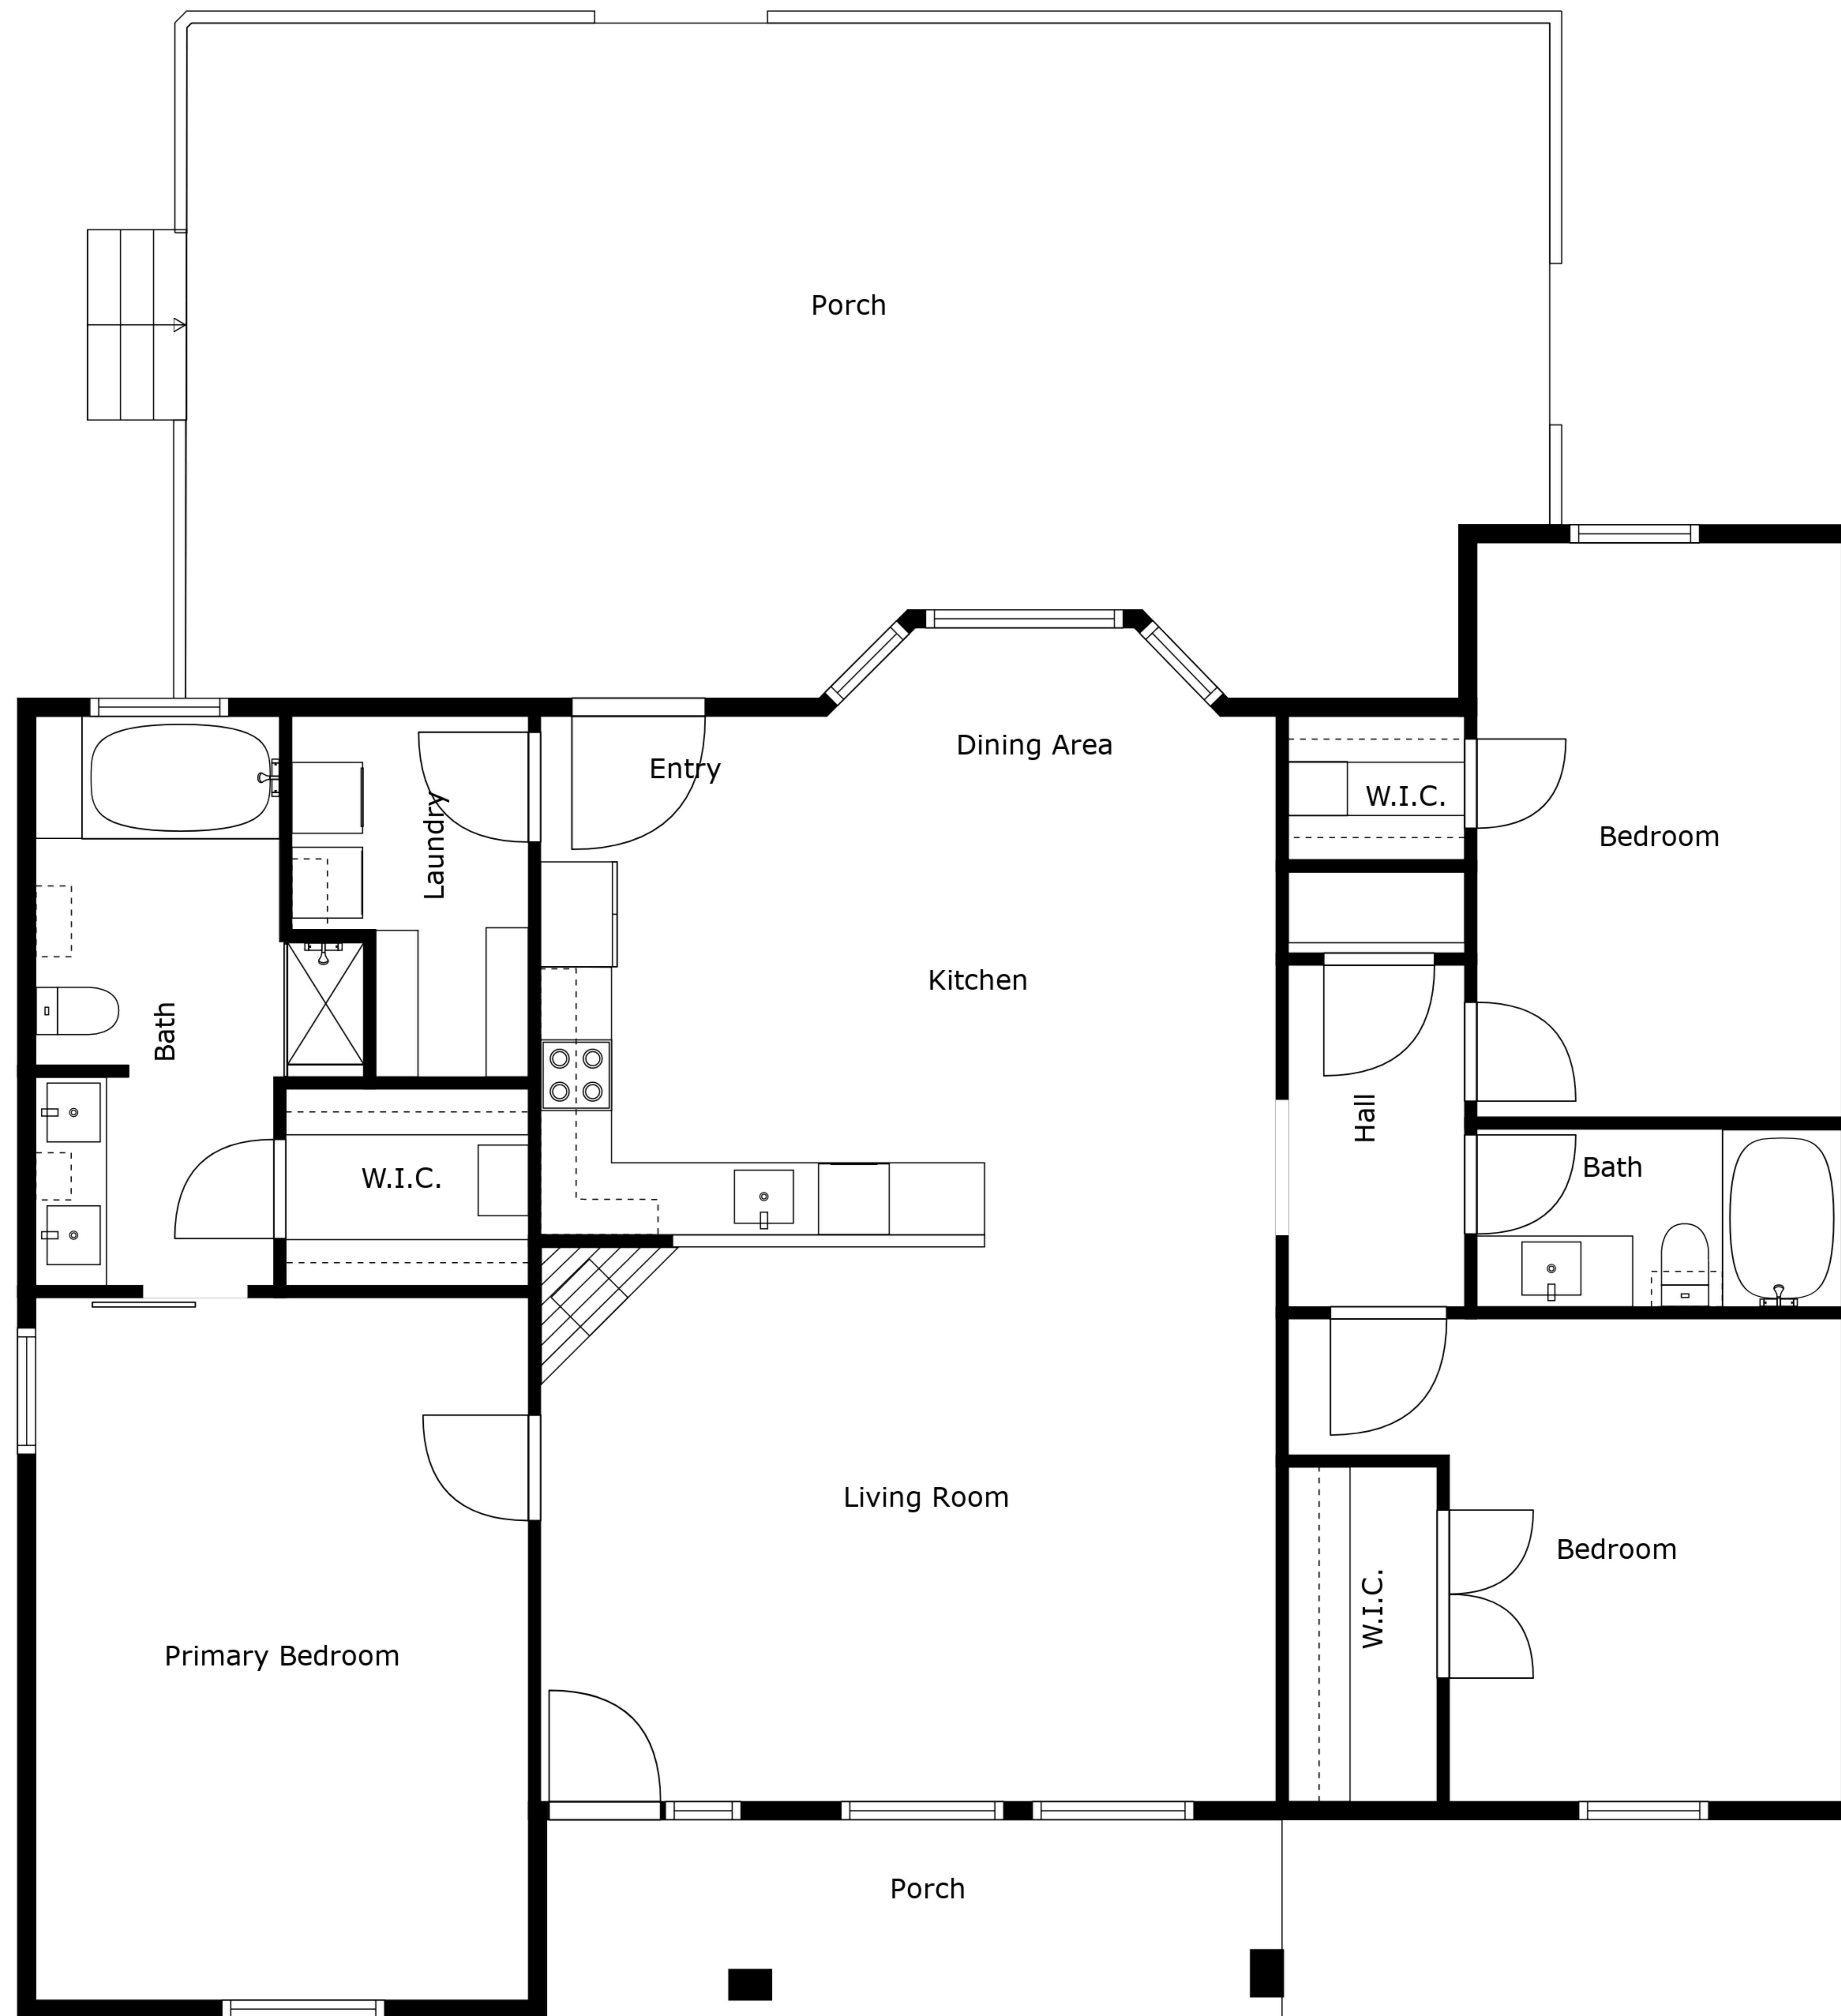 Porch
Dining Area
Entry
W.I.C.
Bedroom
Laundry
Kitchen
Bath
Hall
Bath
W.I.C.
Living Room
Bedroom
W.I.C.
Primary Bedroom
Porch